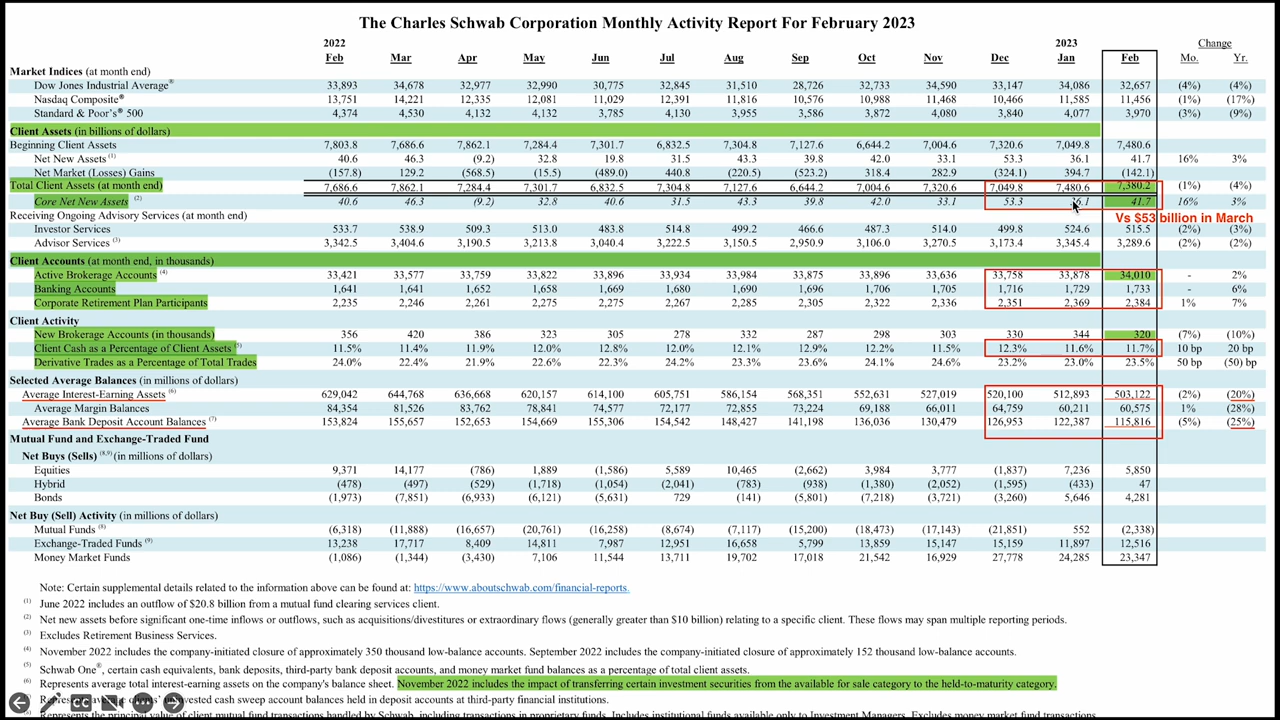 The Charles Schwab Corporation Monthly Activity Report For February 2023
2022 2023 Change
Feb Mar Apr May Jun Jul Aug Sep Oct Nov Dec Jan Feb Mo. Yr.
Market Indices (at month end)
Dow Jones Industrial Average® 33,893 34,678 32,977 32,990 30,775 32,845 31,510 28,726 32,733 34,590 33,147 34,086 32,657 (4%) (4%)
Nasdaq Composite® 13,751 14,221 12,335 12,081 11,029 12,391 11,816 10,576 10,988 11,468 10,466 11,585 11,456 (1%) (17%)
Standard & Poor's® 500 4,374 4,530 4,132 4,132 3,785 4,130 3,955 3,586 3,872 4,080 3,840 4,077 3,970 (3%) (9%)
Client Assets (in billions of dollars)
Beginning Client Assets 7,803.8 7,686.6 7,862.1 7,284.4 7,301.7 6,832.5 7,304.8 7,127.6 6,644.2 7,004.6 7,320.6 7,049.8 7,480.6
Net New Assets (1) 40.6 46.3 (9.2) 32.8 19.8 31.5 43.3 39.8 42.0 33.1 53.3 36.1 41.7 16% 3%
Net Market (Losses) Gains (157.8) 129.2 (568.5) (15.5) (489.0) 440.8 (220.5) (523.2) 318.4 282.9 (324.1) 394.7 (142.1)
Total Client Assets (at month end) 7,686.6 7,862.1 7,284.4 7,301.7 6,832.5 7,304.8 7,127.6 6,644.2 7,004.6 7,320.6 7,049.8 7,480.6 7,380.2 (1%) (4%)
Core Net New Assets (2) 40.6 46.3 (9.2) 32.8 40.6 31.5 43.3 39.8 42.0 33.1 53.3 41.7 16% 3%
Receiving Ongoing Advisory Services (at month end) Vs $53 billion in March
Investor Services 533.7 538.9 509.3 513.0 483.8 514.8 499.2 466.6 487.3 514.0 499.8 524.6 515.5 (2%) (3%)
Advisor Services (3) 3,342.5 3,404.6 3,190.5 3,213.8 3,040.4 3,222.5 3,150.5 2,950.9 3,106.0 3,270.5 3,173.4 3,345.4 3,289.6 (2%) (2%)
Client Accounts (at month end, in thousands)
Active Brokerage Accounts (4) 33,421 33,577 33,759 33,822 33,896 33,934 33,984 33,875 33,896 33,636 33,758 33,878 34,010 - 2%
Banking Accounts 1,641 1,641 1,652 1,658 1,669 1,680 1,690 1,696 1,706 1,705 1,716 1,729 1,733 - 6%
Corporate Retirement Plan Participants 2,235 2,246 2,261 2,275 2,275 2,267 2,285 2,305 2,322 2,336 2,351 2,369 2,384 1% 7%
Client Activity
New Brokerage Accounts (in thousands) 356 420 386 323 305 278 332 287 298 303 330 344 320 (7%) (10%)
Client Cash as a Percentage of Client Assets (5) 11.5% 11.4% 11.9% 12.0% 12.8% 12.0% 12.1% 12.9% 12.2% 11.5% 12.3% 11.6% 11.7% 10 bp 20 bp
Derivative Trades as a Percentage of Total Trades 24.0% 22.4% 21.9% 22.6% 22.3% 24.2% 23.3% 23.6% 24.1% 24.6% 23.2% 23.0% 23.5% 50 bp (50) bp
Selected Average Balances (in millions of dollars)
Average Interest-Earning Assets (6) 629,042 644,768 636,668 620,157 614,100 605,751 586,154 568,351 552,631 527,019 520,100 512,893 503,122 (2%) (20%)
Average Margin Balances 84,354 81,526 83,762 78,841 74,577 72,177 72,855 73,224 69,188 66,011 64,759 60,211 60,575 1% (28%)
Average Bank Deposit Account Balances (7) 153,824 155,657 152,653 154,669 155,306 154,542 148,427 141,198 136,036 130,479 126,953 122,387 115,816 (5%) (25%)
Mutual Fund and Exchange-Traded Fund
Net Buys (Sells) (8,9) (in millions of dollars)
Equities 9,371 14,177 (786) 1,889 (1,586) 5,589 10,465 (2,662) 3,984 3,777 (1,837) 7,236 5,850
Hybrid (478) (497) (529) (1,718) (1,054) (2,041) (783) (938) (1,380) (2,052) (1,595) (433) 47
Bonds (1,973) (7,851) (6,933) (6,121) (5,631) 729 (141) (5,801) (7,218) (3,721) (3,260) 5,646 4,281
Net Buy (Sell) Activity (in millions of dollars)
Mutual Funds (8) (6,318) (11,888) (16,657) (20,761) (16,258) (8,674) (7,117) (15,200) (18,473) (17,143) (21,851) 552 (2,338)
Exchange-Traded Funds (9) 13,238 17,717 8,409 14,811 7,987 12,951 16,658 5,799 13,859 15,147 15,159 11,897 12,516
Money Market Funds (1,086) (1,344) (3,430) 7,106 11,544 13,711 19,702 17,018 21,542 16,929 27,778 24,285 23,347
Note: Certain supplemental details related to the information above can be found at: https://www.aboutschwab.com/financial-reports.
(1) June 2022 includes an outflow of $20.8 billion from a mutual fund clearing services client.
(2) Net new assets before significant one-time inflows or outflows, such as acquisitions/divestitures or extraordinary flows (generally greater than $10 billion) relating to a specific client. These flows may span multiple reporting periods.
(3) Excludes Retirement Business Services.
(4) November 2022 includes the company-initiated closure of approximately 350 thousand low-balance accounts. September 2022 includes the company-initiated closure of approximately 152 thousand low-balance accounts.
(5) Schwab One®, certain cash equivalents, bank deposits, third-party bank deposit accounts, and money market fund balances as a percentage of total client assets.
(6) Represents average total interest-earning assets on the company's balance sheet. November 2022 includes the impact of transferring certain investment securities from the available for sale category to the held-to-maturity category.
cash sweep account balances held in deposit accounts at third-party financial institutions.
Represents the principal value of client mutual fund transactions handled by Schwab, including transactions in proprietary funds. Includes institutional funds available only to Investment Managers. Excludes money market fund transactions.